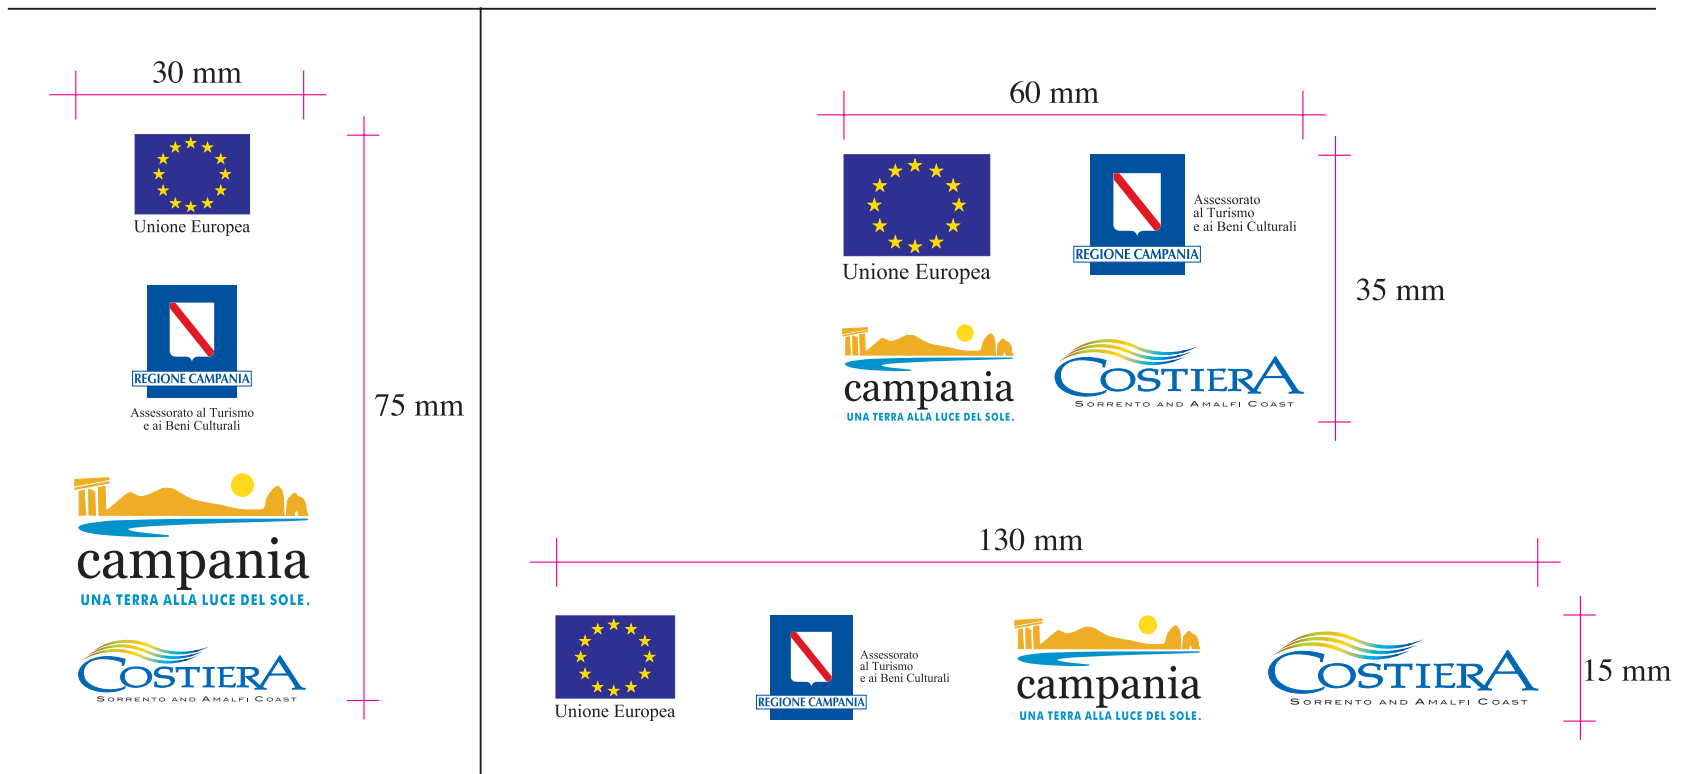 30 mm
Unione Europea
REGIONE CAMPANIA
Assessorato al Turismo
e ai Beni Culturali
campania
UNA TERRA ALLA LUCE DEL SOLE.
COSTIERA
SORRENTO AND AMALFI COAST
75 mm
60 mm
Unione Europea
REGIONE CAMPANIA
Assessorato
al Turismo
e ai Beni Culturali
campania
UNA TERRA ALLA LUCE DEL SOLE.
COSTIERA
SORRENTO AND AMALFI COAST
35 mm
130 mm
Unione Europea
REGIONE CAMPANIA
Assessorato
al Turismo
e ai Beni Culturali
campania
UNA TERRA ALLA LUCE DEL SOLE.
COSTIERA
SORRENTO AND AMALFI COAST
15 mm